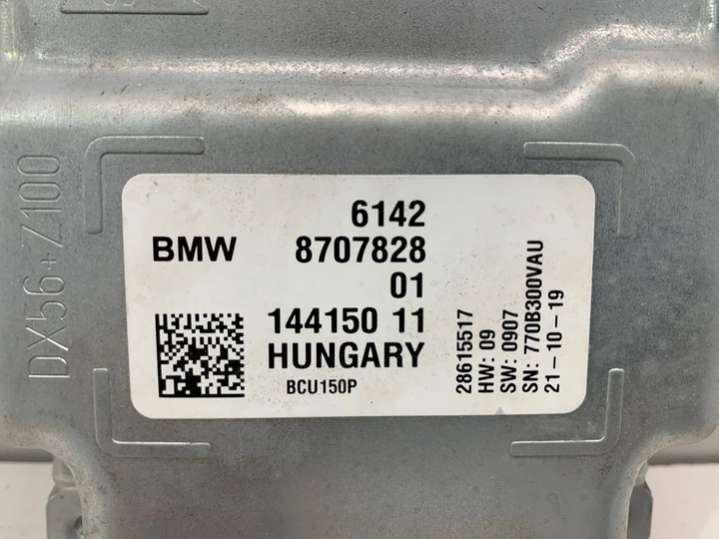 DX56+Z100
6142
BMW 8707828
01
144150 11
HUNGARY
BCU150P
28615517
HW: 09
SW: 0907
SN: 770B300VAU
21-10-19